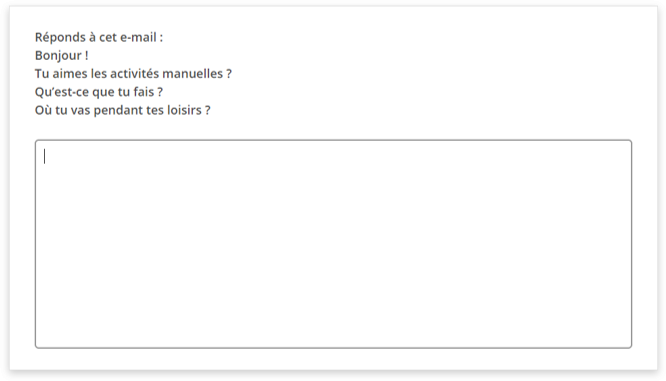 Réponds à cet e-mail :
Bonjour !
Tu aimes les activités manuelles ?
Qu’est-ce que tu fais ?
Où tu vas pendant tes loisirs ?